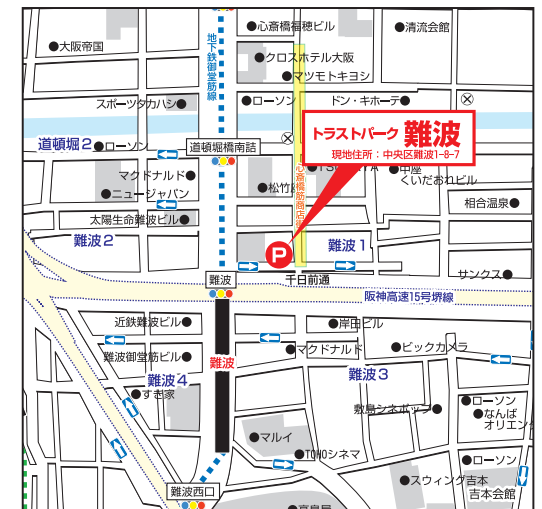 心斎橋福穂ビル
清流会館
大阪帝国
地下鉄御堂筋線
クロスホテル大阪
マツモトキヨシ
スポーツタカハシ
ローソン
ドン・キホーテ
トラストパーク 難波
現地住所：中央区難波1-8-7
道頓堀2
ローソン
道頓堀橋南詰
マクドナルド
中座
くいだおれビル
心斎橋筋商店街
ニュージャパン
松竹
相合温泉
太陽生命難波ビル
難波2
難波1
P
サンクス
難波
千日前通
阪神高速15号堺線
近鉄難波ビル
岸田ビル
難波御堂筋ビル
難波
マクドナルド
ビックカメラ
難波4
難波3
すき家
敷島シネポップ
ローソン
なんば
オリエン
マルイ
TOHOシネマ
ローソン
スウィング吉本
吉本会館
難波西口
高島屋